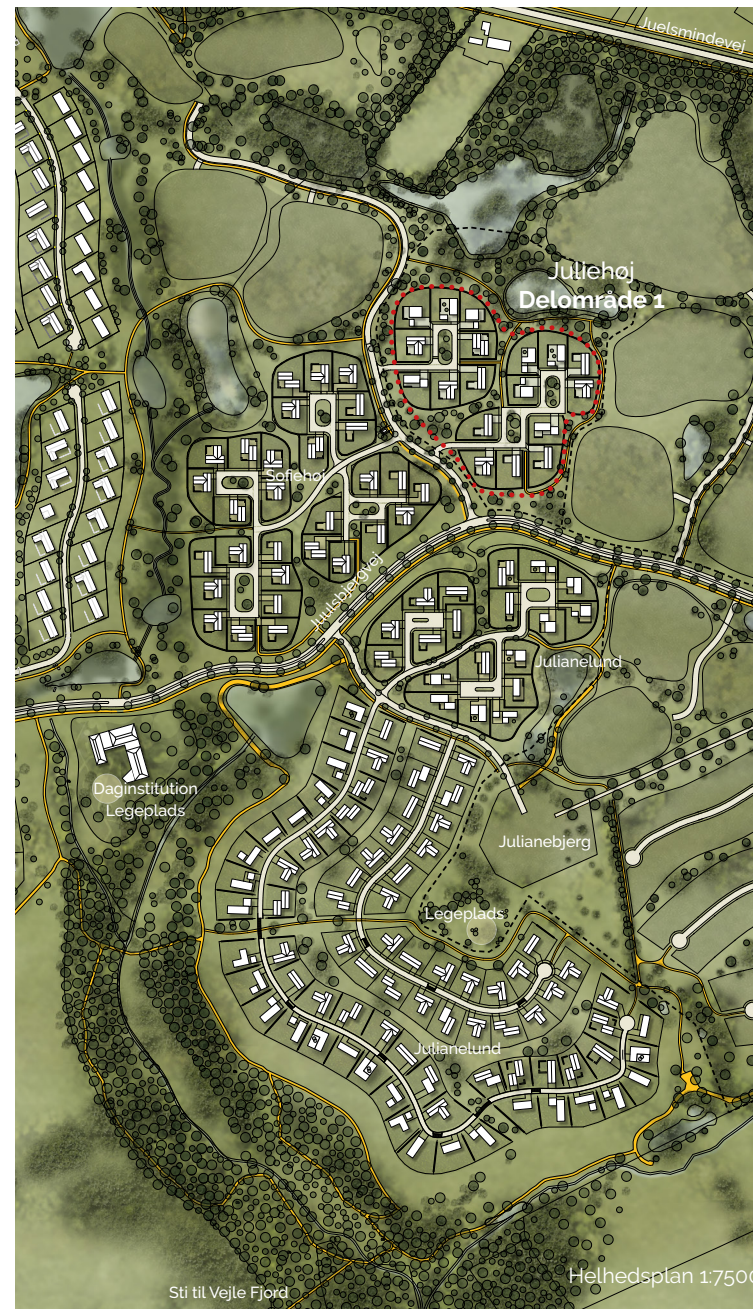 Juelsmindevej
Juliehøj
Delområde 1
Sofiehøj
Juulsbjergvej
Julianelund
Daginstitution
Legeplads
Julianebjerg
Legeplads
Julianelund
Helhedsplan 1:7500
Sti til Vejle Fjord